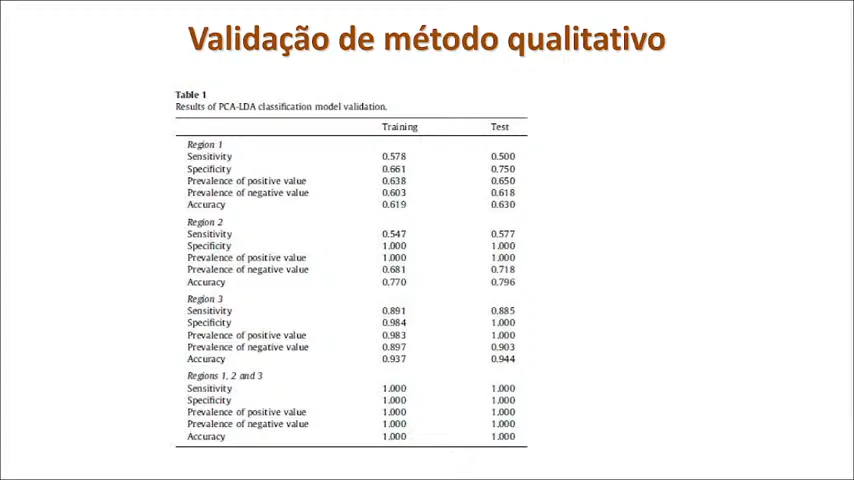 Validação de método qualitativo
Table 1
Results of PCA-LDA classification model validation.
Training Test
Region 1
Sensitivity 0.578 0.500
Specificity 0.661 0.750
Prevalence of positive value 0.638 0.650
Prevalence of negative value 0.603 0.618
Accuracy 0.619 0.630
Region 2
Sensitivity 0.547 0.577
Specificity 1.000 1.000
Prevalence of positive value 1.000 1.000
Prevalence of negative value 0.681 0.718
Accuracy 0.770 0.796
Region 3
Sensitivity 0.891 0.885
Specificity 0.984 1.000
Prevalence of positive value 0.983 1.000
Prevalence of negative value 0.897 0.903
Accuracy 0.937 0.944
Regions 1, 2 and 3
Sensitivity 1.000 1.000
Specificity 1.000 1.000
Prevalence of positive value 1.000 1.000
Prevalence of negative value 1.000 1.000
Accuracy 1.000 1.000